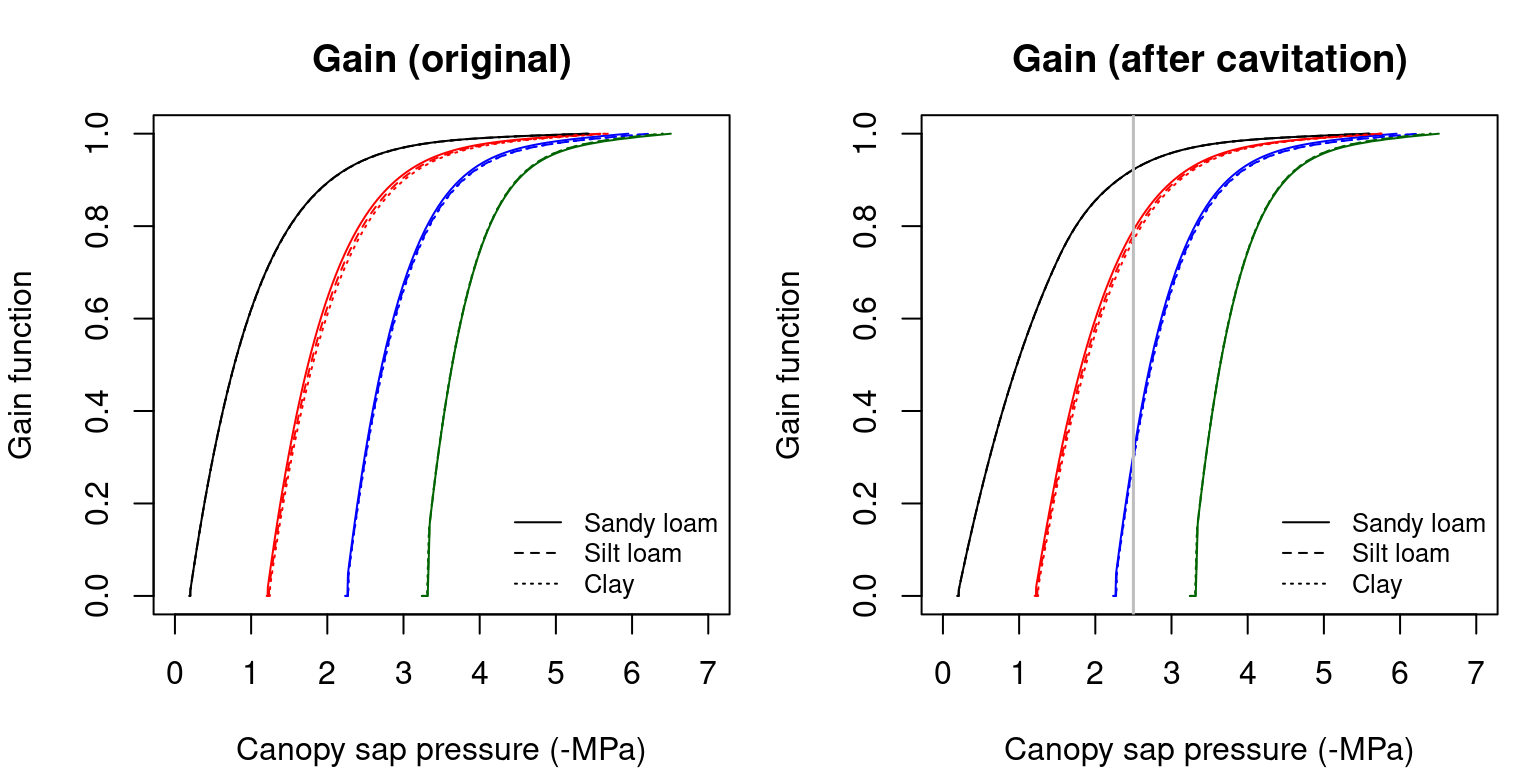 Gain (original)
Gain function
1.0
0.8
0.6
0.4
0.2
0.0
Sandy loam
Silt loam
Clay
0 1 2 3 4 5 6 7
Canopy sap pressure (-MPa)
Gain (after cavitation)
Gain function
1.0
0.8
0.6
0.4
0.2
0.0
Sandy loam
Silt loam
Clay
0 1 2 3 4 5 6 7
Canopy sap pressure (-MPa)